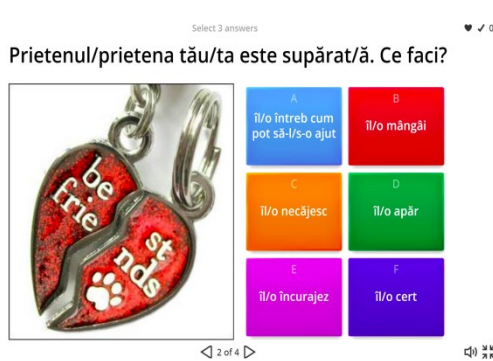 Select 3 answers
0
Prietenul/prietena tău/ta este supărat/ă. Ce faci?
be
frie
st
nds
A
îl/o întreb cum
pot să-l/s-o ajut
B
îl/o mângâi
C
îl/o necăjesc
D
îl/o apăr
E
îl/o încurajez
F
îl/o cert
2 of 4